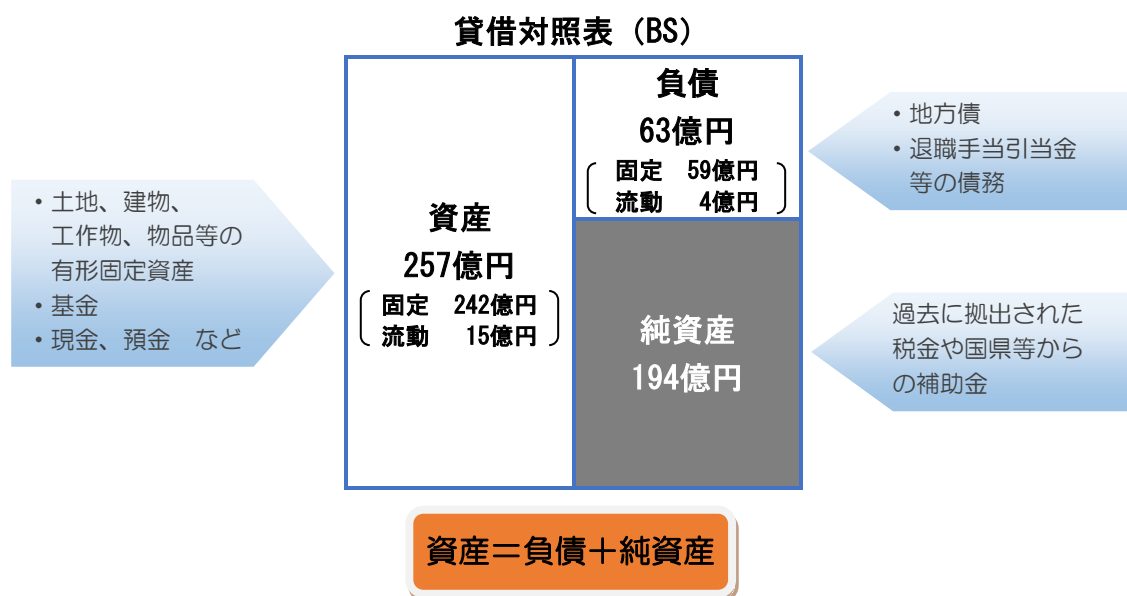 貸借対照表（BS）
・土地、建物、
工作物、物品等の
有形固定資産
・基金
・現金、預金　など
資産
257億円
固定　242億円
流動　15億円
負債
63億円
固定　59億円
流動　4億円
純資産
194億円
・地方債
・退職手当引当金
等の債務
過去に拠出された
税金や国県等から
の補助金
資産＝負債＋純資産